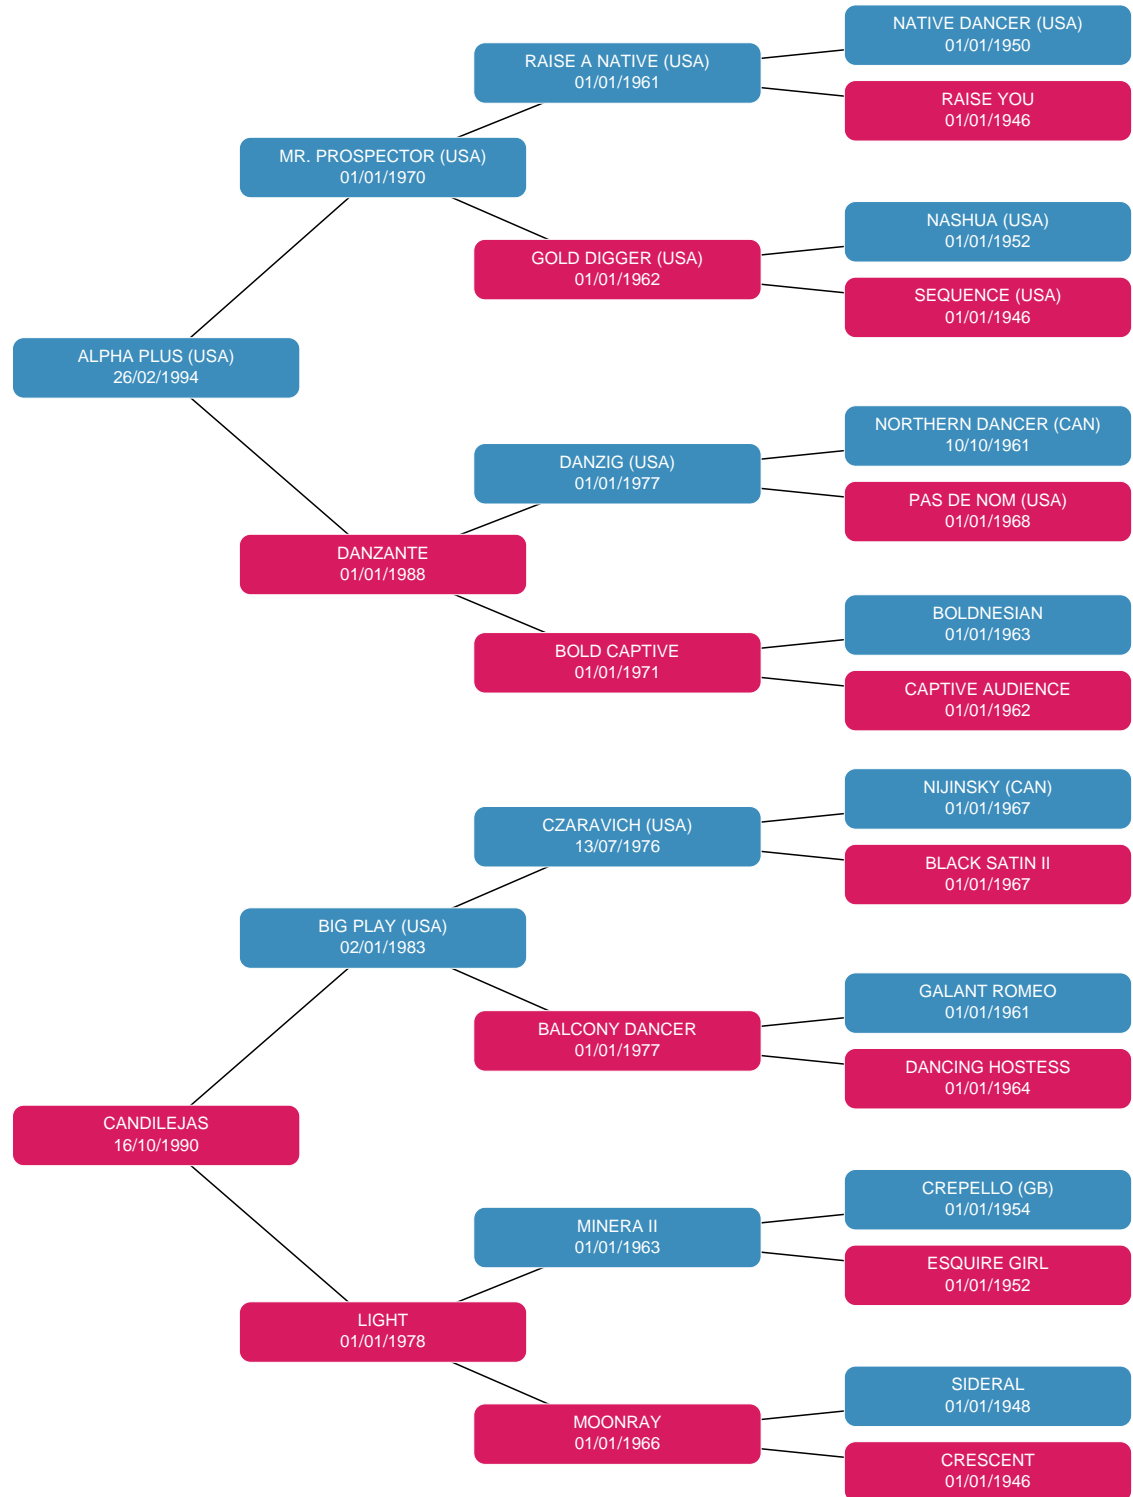 NATIVE DANCER (USA)
01/01/1950
RAISE A NATIVE (USA)
01/01/1961
RAISE YOU
01/01/1946
MR. PROSPECTOR (USA)
01/01/1970
NASHUA (USA)
01/01/1952
GOLD DIGGER (USA)
01/01/1962
SEQUENCE (USA)
01/01/1946
ALPHA PLUS (USA)
26/02/1994
NORTHERN DANCER (CAN)
10/10/1961
DANZIG (USA)
01/01/1977
PAS DE NOM (USA)
01/01/1968
DANZANTE
01/01/1988
BOLDNESIAN
01/01/1963
BOLD CAPTIVE
01/01/1971
CAPTIVE AUDIENCE
01/01/1962
NIJINSKY (CAN)
01/01/1967
CZARAVICH (USA)
13/07/1976
BLACK SATIN II
01/01/1967
BIG PLAY (USA)
02/01/1983
GALANT ROMEO
01/01/1961
BALCONY DANCER
01/01/1977
DANCING HOSTESS
01/01/1964
CANDILEJAS
16/10/1990
CREPELLO (GB)
01/01/1954
MINERA II
01/01/1963
ESQUIRE GIRL
01/01/1952
LIGHT
01/01/1978
SIDERAL
01/01/1948
MOONRAY
01/01/1966
CRESCENT
01/01/1946